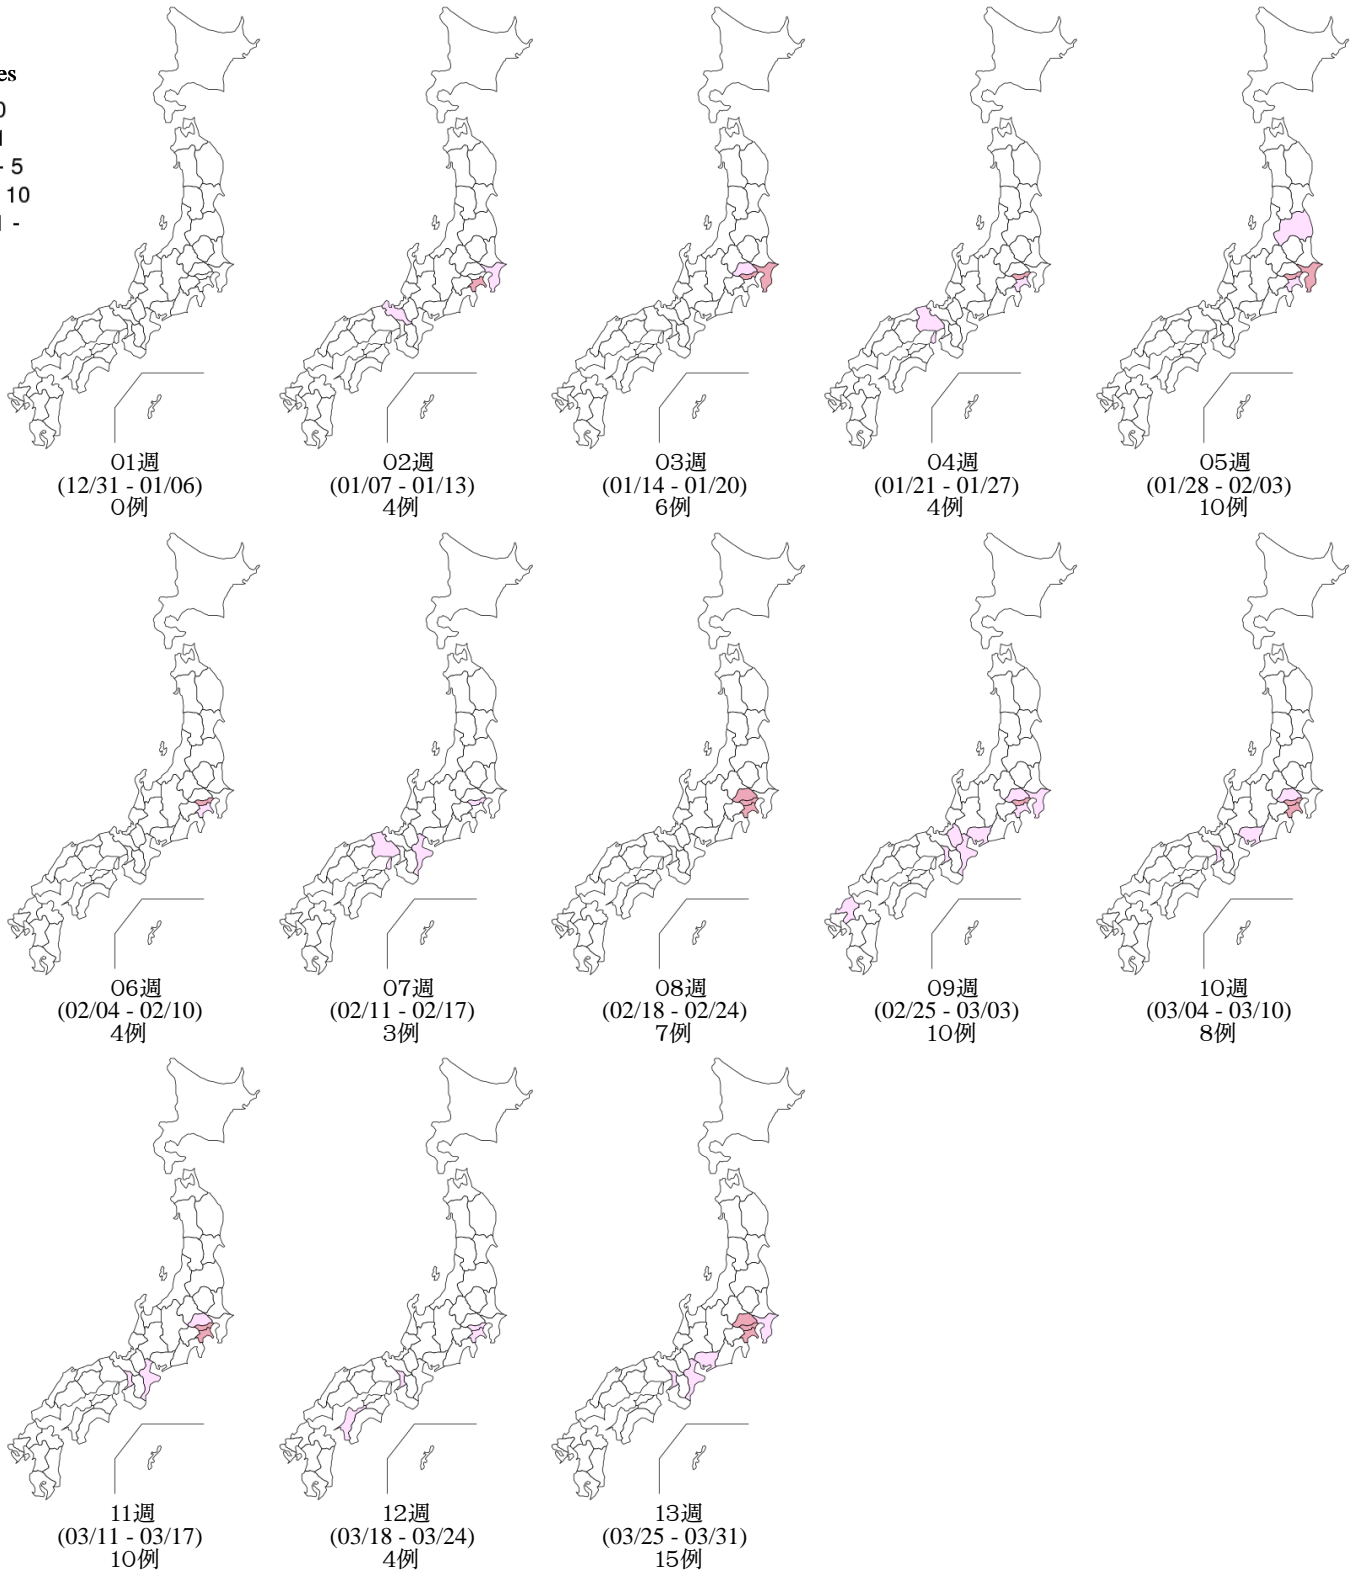 - 5
10
01週
(12/31 - 01/06)
0例
02週
(01/07 - 01/13)
4例
03週
(01/14 - 01/20)
6例
04週
(01/21 - 01/27)
4例
05週
(01/28 - 02/03)
10例
06週
(02/04 - 02/10)
4例
07週
(02/11 - 02/17)
3例
08週
(02/18 - 02/24)
7例
09週
(02/25 - 03/03)
10例
10週
(03/04 - 03/10)
8例
11週
(03/11 - 03/17)
10例
12週
(03/18 - 03/24)
4例
13週
(03/25 - 03/31)
15例